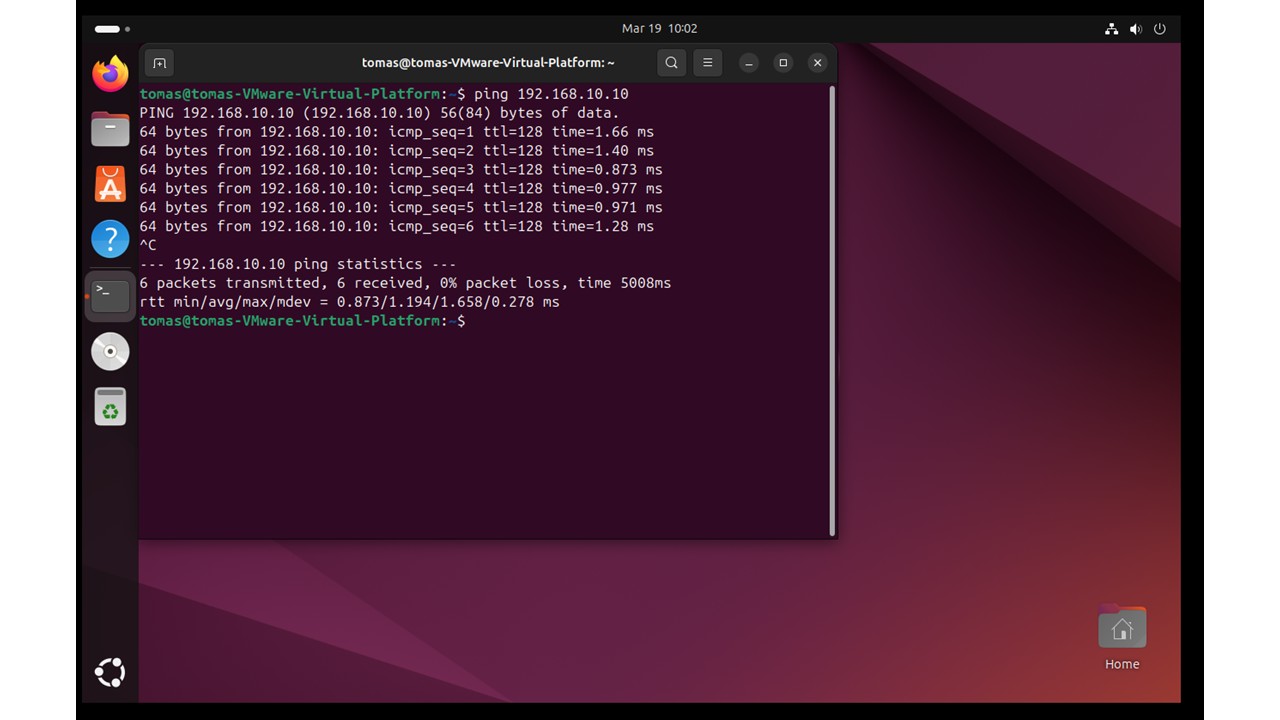 Mar 19 10:02
tomas@tomas-VMware-Virtual-Platform: ~
tomas@tomas-VMware-Virtual-Platform:~$ ping 192.168.10.10
PING 192.168.10.10 (192.168.10.10) 56(84) bytes of data.
64 bytes from 192.168.10.10: icmp_seq=1 ttl=128 time=1.66 ms
64 bytes from 192.168.10.10: icmp_seq=2 ttl=128 time=1.40 ms
64 bytes from 192.168.10.10: icmp_seq=3 ttl=128 time=0.873 ms
64 bytes from 192.168.10.10: icmp_seq=4 ttl=128 time=0.977 ms
64 bytes from 192.168.10.10: icmp_seq=5 ttl=128 time=0.971 ms
64 bytes from 192.168.10.10: icmp_seq=6 ttl=128 time=1.28 ms
^C
--- 192.168.10.10 ping statistics ---
6 packets transmitted, 6 received, 0% packet loss, time 5008ms
rtt min/avg/max/mdev = 0.873/1.194/1.658/0.278 ms
tomas@tomas-VMware-Virtual-Platform:~$
Home